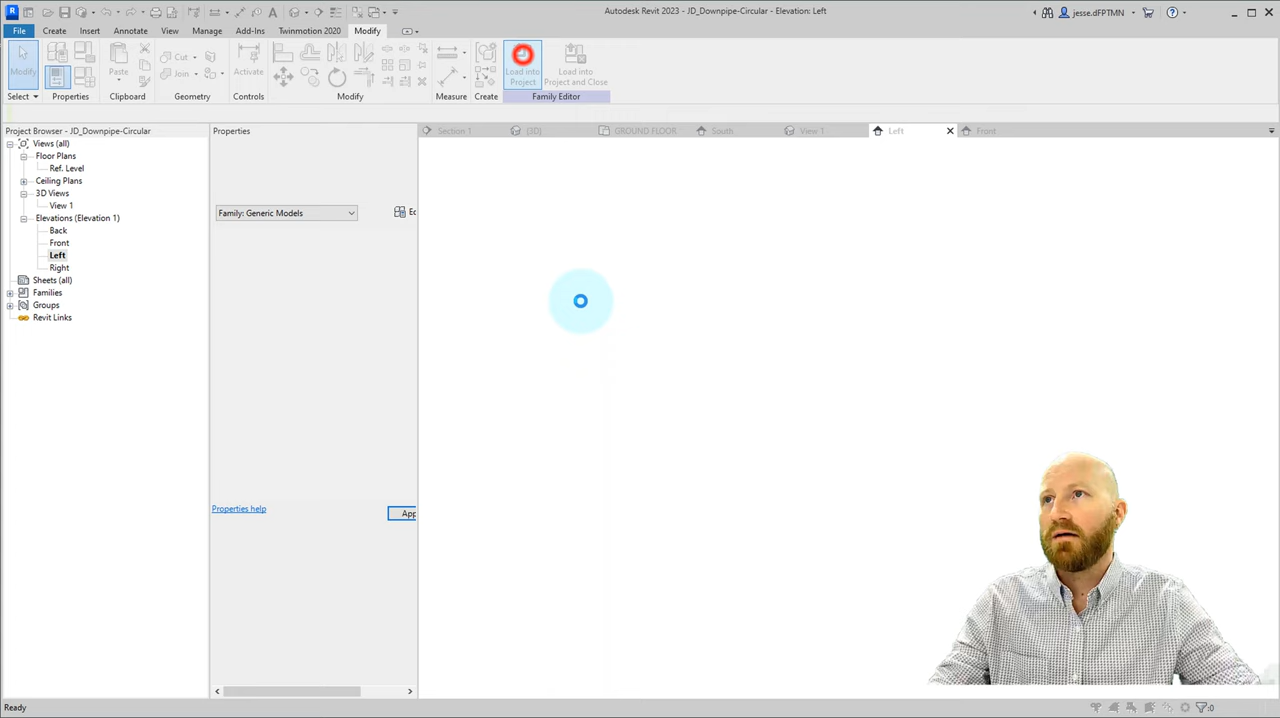 Autodesk Revit 2023 - JD_Downpipe-Circular - Elevation: Left
jesse.dFPTMN
File Create Insert Annotate View Manage Add-Ins Twinmotion 2020 Modify
Modify
Paste
Cut
Join
Activate
Load into
Project
Load into
Project and Close
Select Properties Clipboard Geometry Controls Modify Measure Create Family Editor
Project Browser - JD_Downpipe-Circular
Properties
Section 1 {3D} GROUND FLOOR South View 1 Left Front
Views (all)
Floor Plans
Ref. Level
Ceiling Plans
3D Views
View 1
Elevations (Elevation 1)
Back
Front
Left
Right
Sheets (all)
Families
Groups
Revit Links
Family: Generic Models
Properties help
Ready
:0